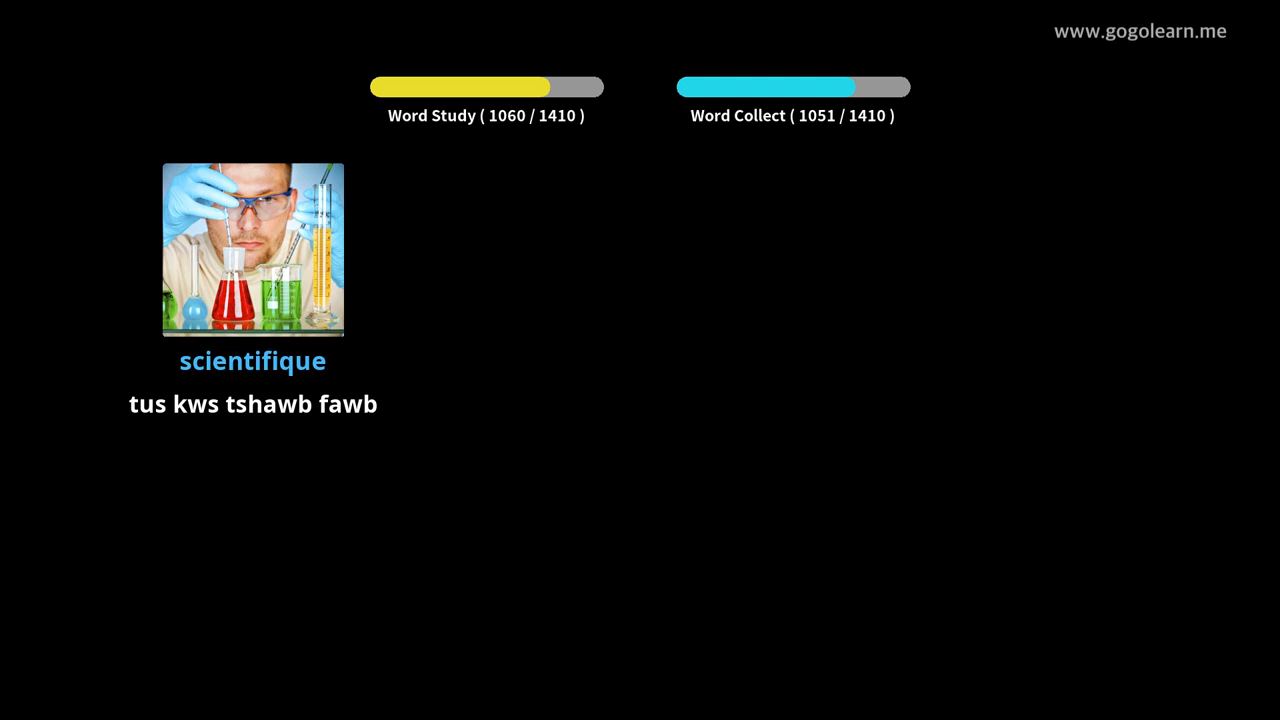 www.gogolearn.me
Word Study ( 1060 / 1410 )
Word Collect ( 1051 / 1410 )
scientifique
tus kws tshawb fawb